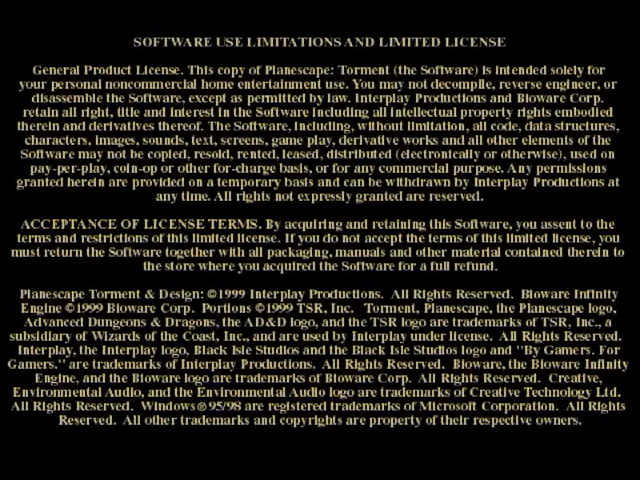 SOFTWARE USE LIMITATIONS AND LIMITED LICENSE
General Product License. This copy of Planescape: Torment (the Software) is intended solely for
your personal noncommercial home entertainment use. You may not decompile, reverse engineer, or
disassemble the Software, except as permitted by law. Interplay Productions and Bioware Corp.
retain all right, title and interest in the Software including all intellectual property rights embodied
therein and derivatives thereof. The Software, including, without limitation, all code, data structures,
characters, images, sounds, text, screens, game play, derivative works and all other elements of the
Software may not be copied, resold, rented, leased, distributed (electronically or otherwise), used on
pay-per-play, coin-op or other for-charge basis, or for any commercial purpose. Any permissions
granted herein are provided on a temporary basis and can be withdrawn by Interplay Productions at
any time. All rights not expressly granted are reserved.
ACCEPTANCE OF LICENSE TERMS. By acquiring and retaining this Software, you assent to the
terms and restrictions of this limited license. If you do not accept the terms of this limited license, you
must return the Software together with all packaging, manuals and other material contained therein to
the store where you acquired the Software for a full refund.
Planescape Torment & Design: ©1999 Interplay Productions. All Rights Reserved. Bioware Infinity
Engine ©1999 Bioware Corp. Portions ©1999 TSR, Inc. Torment, Planescape, the Planescape logo,
Advanced Dungeons & Dragons, the AD&D logo, and the TSR logo are trademarks of TSR, Inc., a
subsidiary of Wizards of the Coast, Inc., and are used by Interplay under license. All Rights Reserved.
Interplay, the Interplay logo, Black Isle Studios and the Black Isle Studios logo and "By Gamers. For
Gamers." are trademarks of Interplay Productions. All Rights Reserved. Bioware, the Bioware Infinity
Engine, and the Bioware logo are trademarks of Bioware Corp. All Rights Reserved. Creative,
Environmental Audio, and the Environmental Audio logo are trademarks of Creative Technology Ltd.
All Rights Reserved. Windows®95/98 are registered trademarks of Microsoft Corporation. All Rights
Reserved. All other trademarks and copyrights are property of their respective owners.